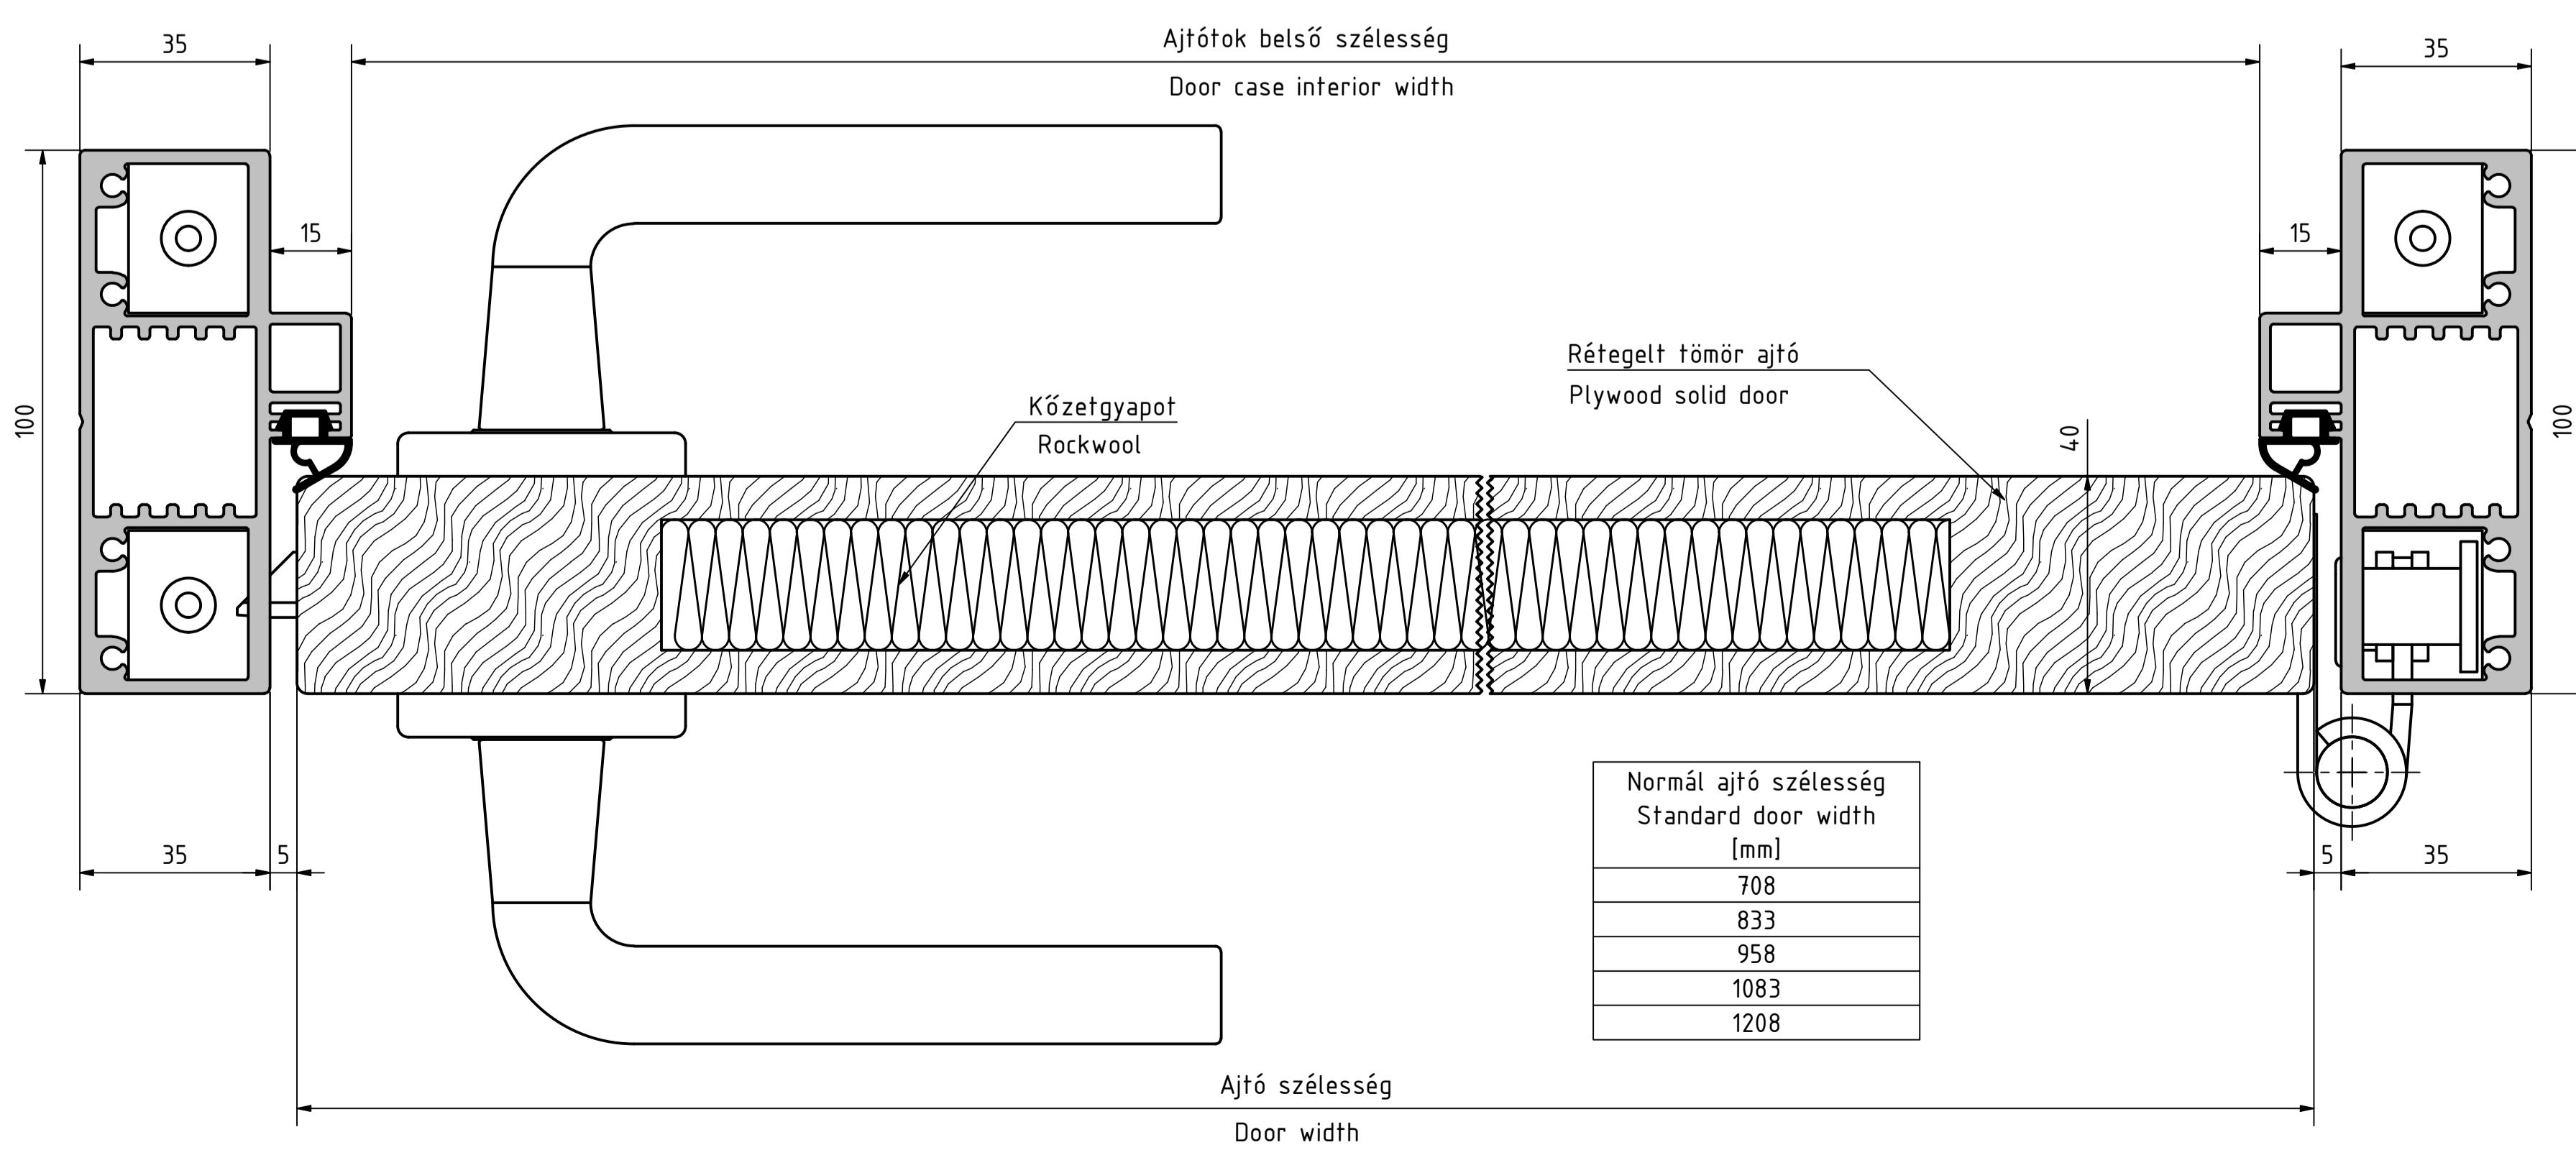 35
Ajtótok belső szélesség
Door case interior width
35
15
15
100
100
Rétegelt tömör ajtó
Plywood solid door
Kőzetgyapot
Rockwool
40
Normál ajtó szélesség
Standard door width
[mm]
708
833
958
1083
1208
35
5
5
35
Ajtó szélesség
Door width